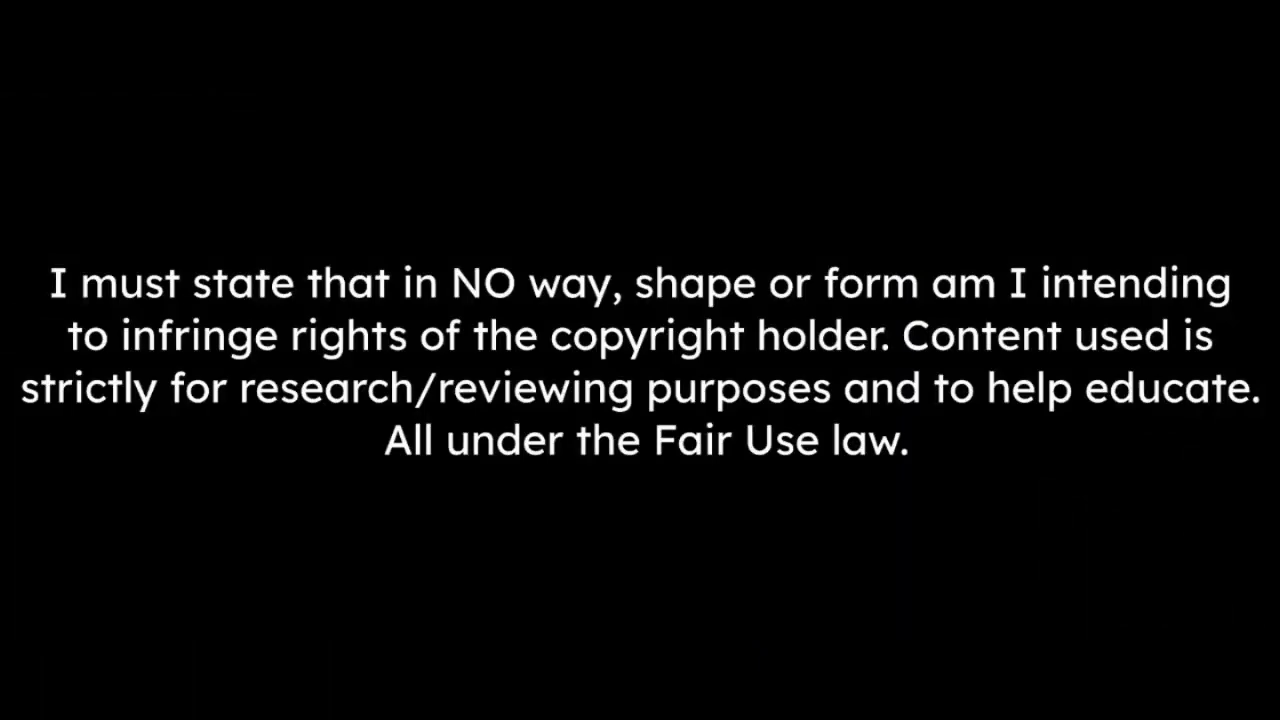 I must state that in NO way, shape or form am I intending
to infringe rights of the copyright holder. Content used is
strictly for research/reviewing purposes and to help educate.
All under the Fair Use law.